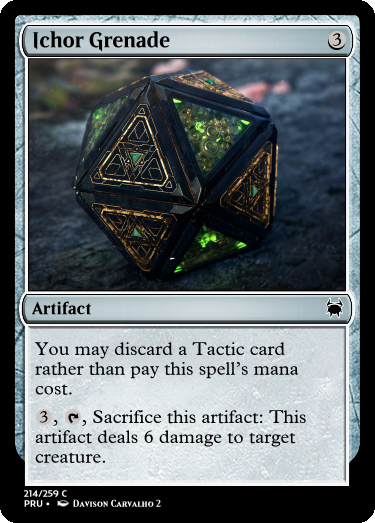 Ichor Grenade 3
Artifact
You may discard a Tactic card
rather than pay this spell's mana
cost.
3, , Sacrifice this artifact: This
artifact deals 6 damage to target
creature.
214/259 C
PRU • Davison Carvalho 2